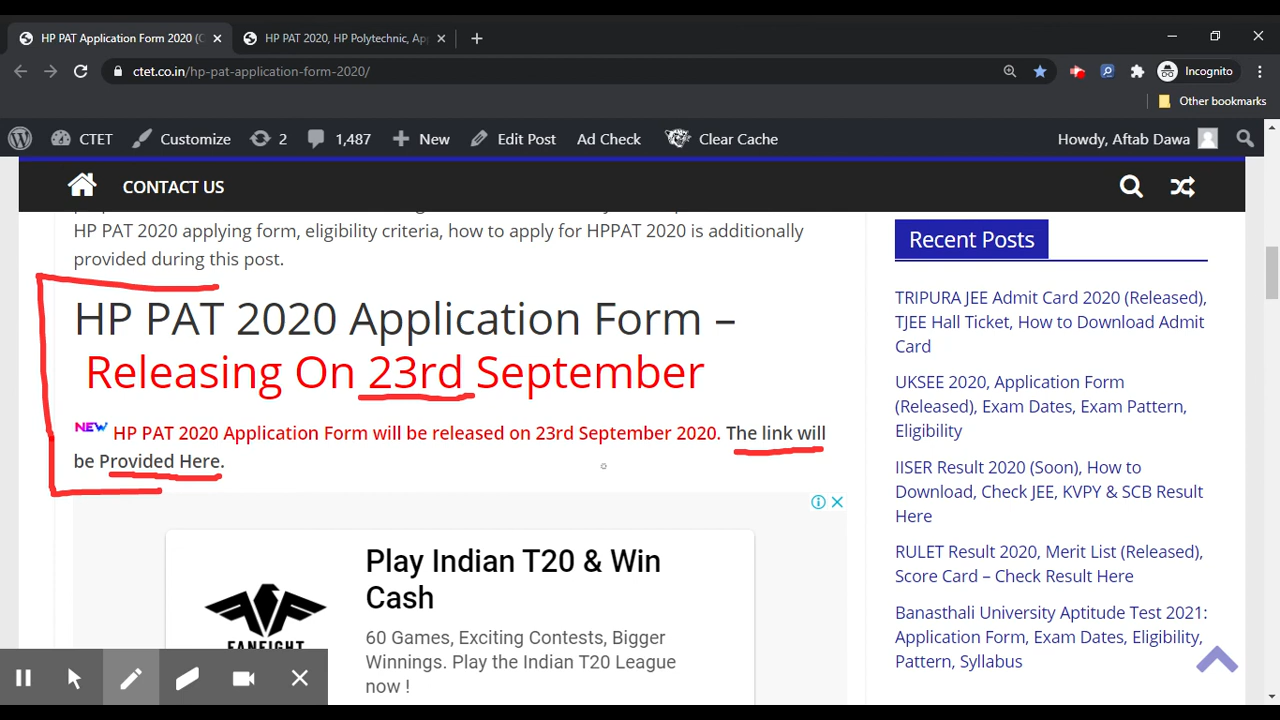 HP PAT Application Form 2020 (
HP PAT 2020, HP Polytechnic, Ap
ctet.co.in/hp-pat-application-form-2020/
Incognito
Other bookmarks
CTET
Customize
2
1,487
New
Edit Post
Ad Check
Clear Cache
Howdy, Aftab Dawa
CONTACT US
HP PAT 2020 applying form, eligibility criteria, how to apply for HPPAT 2020 is additionally
provided during this post.
HP PAT 2020 Application Form –
Releasing On 23rd September
NEW HP PAT 2020 Application Form will be released on 23rd September 2020. The link will
be Provided Here.
Play Indian T20 & Win
Cash
60 Games, Exciting Contests, Bigger
Winnings. Play the Indian T20 League
now !
FANFIGHT
Recent Posts
TRIPURA JEE Admit Card 2020 (Released),
TJEE Hall Ticket, How to Download Admit
Card
UKSEE 2020, Application Form
(Released), Exam Dates, Exam Pattern,
Eligibility
IISER Result 2020 (Soon), How to
Download, Check JEE, KVPY & SCB Result
Here
RULET Result 2020, Merit List (Released),
Score Card – Check Result Here
Banasthali University Aptitude Test 2021:
Application Form, Exam Dates, Eligibility,
Pattern, Syllabus